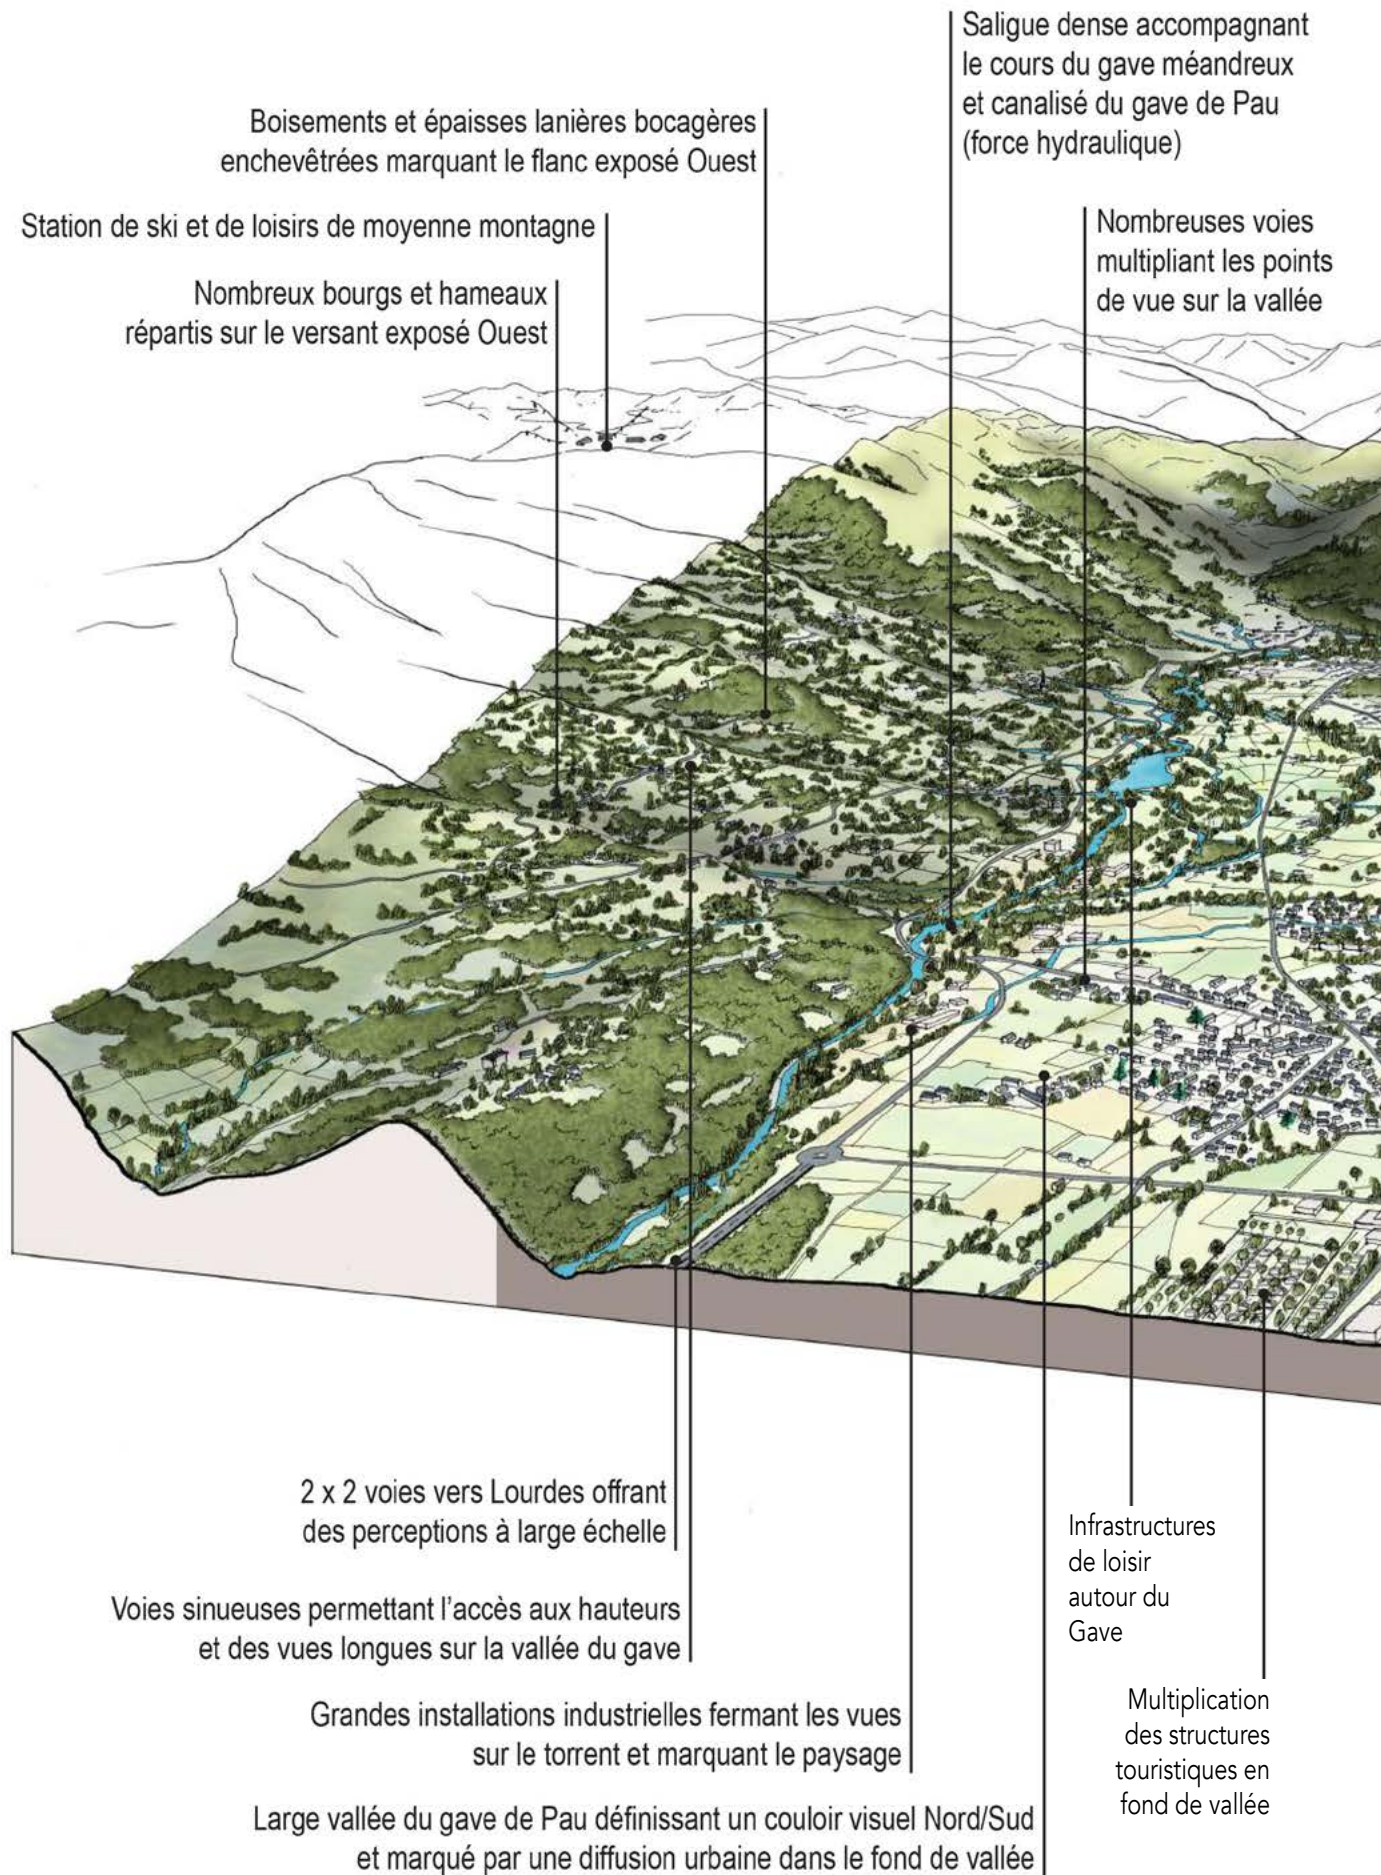 Saligue dense accompagnant
le cours du gave méandreux
et canalisé du gave de Pau
(force hydraulique)
Boisements et épaisses lanières bocagères
enchevêtrées marquant le flanc exposé Ouest
Station de ski et de loisirs de moyenne montagne
Nombreuses voies
multipliant les points
de vue sur la vallée
Nombreux bourgs et hameaux
répartis sur le versant exposé Ouest
2 x 2 voies vers Lourdes offrant
des perceptions à large échelle
Infrastructures
de loisir
autour du
Gave
Voies sinueuses permettant l'accès aux hauteurs
et des vues longues sur la vallée du gave
Grandes installations industrielles fermant les vues
sur le torrent et marquant le paysage
Multiplication
des structures
touristiques en
fond de vallée
Large vallée du gave de Pau définissant un couloir visuel Nord/Sud
et marqué par une diffusion urbaine dans le fond de vallée